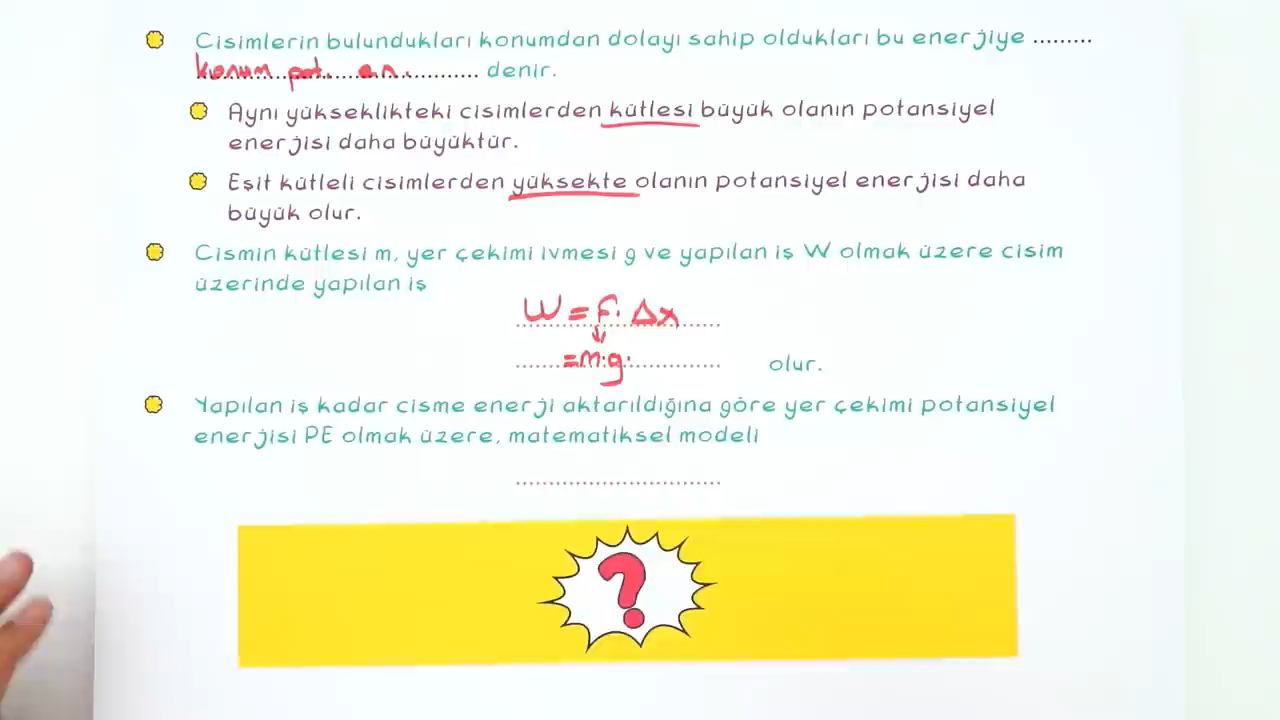 Cisimlerin bulundukları konumdan dolayı sahip oldukları bu enerjiye .........
konum pot. en. ............ denir.
Aynı yükseklikteki cisimlerden kütlesi büyük olanın potansiyel
enerjisi daha büyüktür.
Eşit kütleli cisimlerden yüksekte olanın potansiyel enerjisi daha
büyük olur.
Cismin kütlesi m, yer çekimi ivmesi g ve yapılan iş W olmak üzere cisim
üzerinde yapılan iş
W = F. Δx
= m.g. olur.
Yapılan iş kadar cisme enerji aktarıldığına göre yer çekimi potansiyel
enerjisi PE olmak üzere, matematiksel modeli
..................................
?